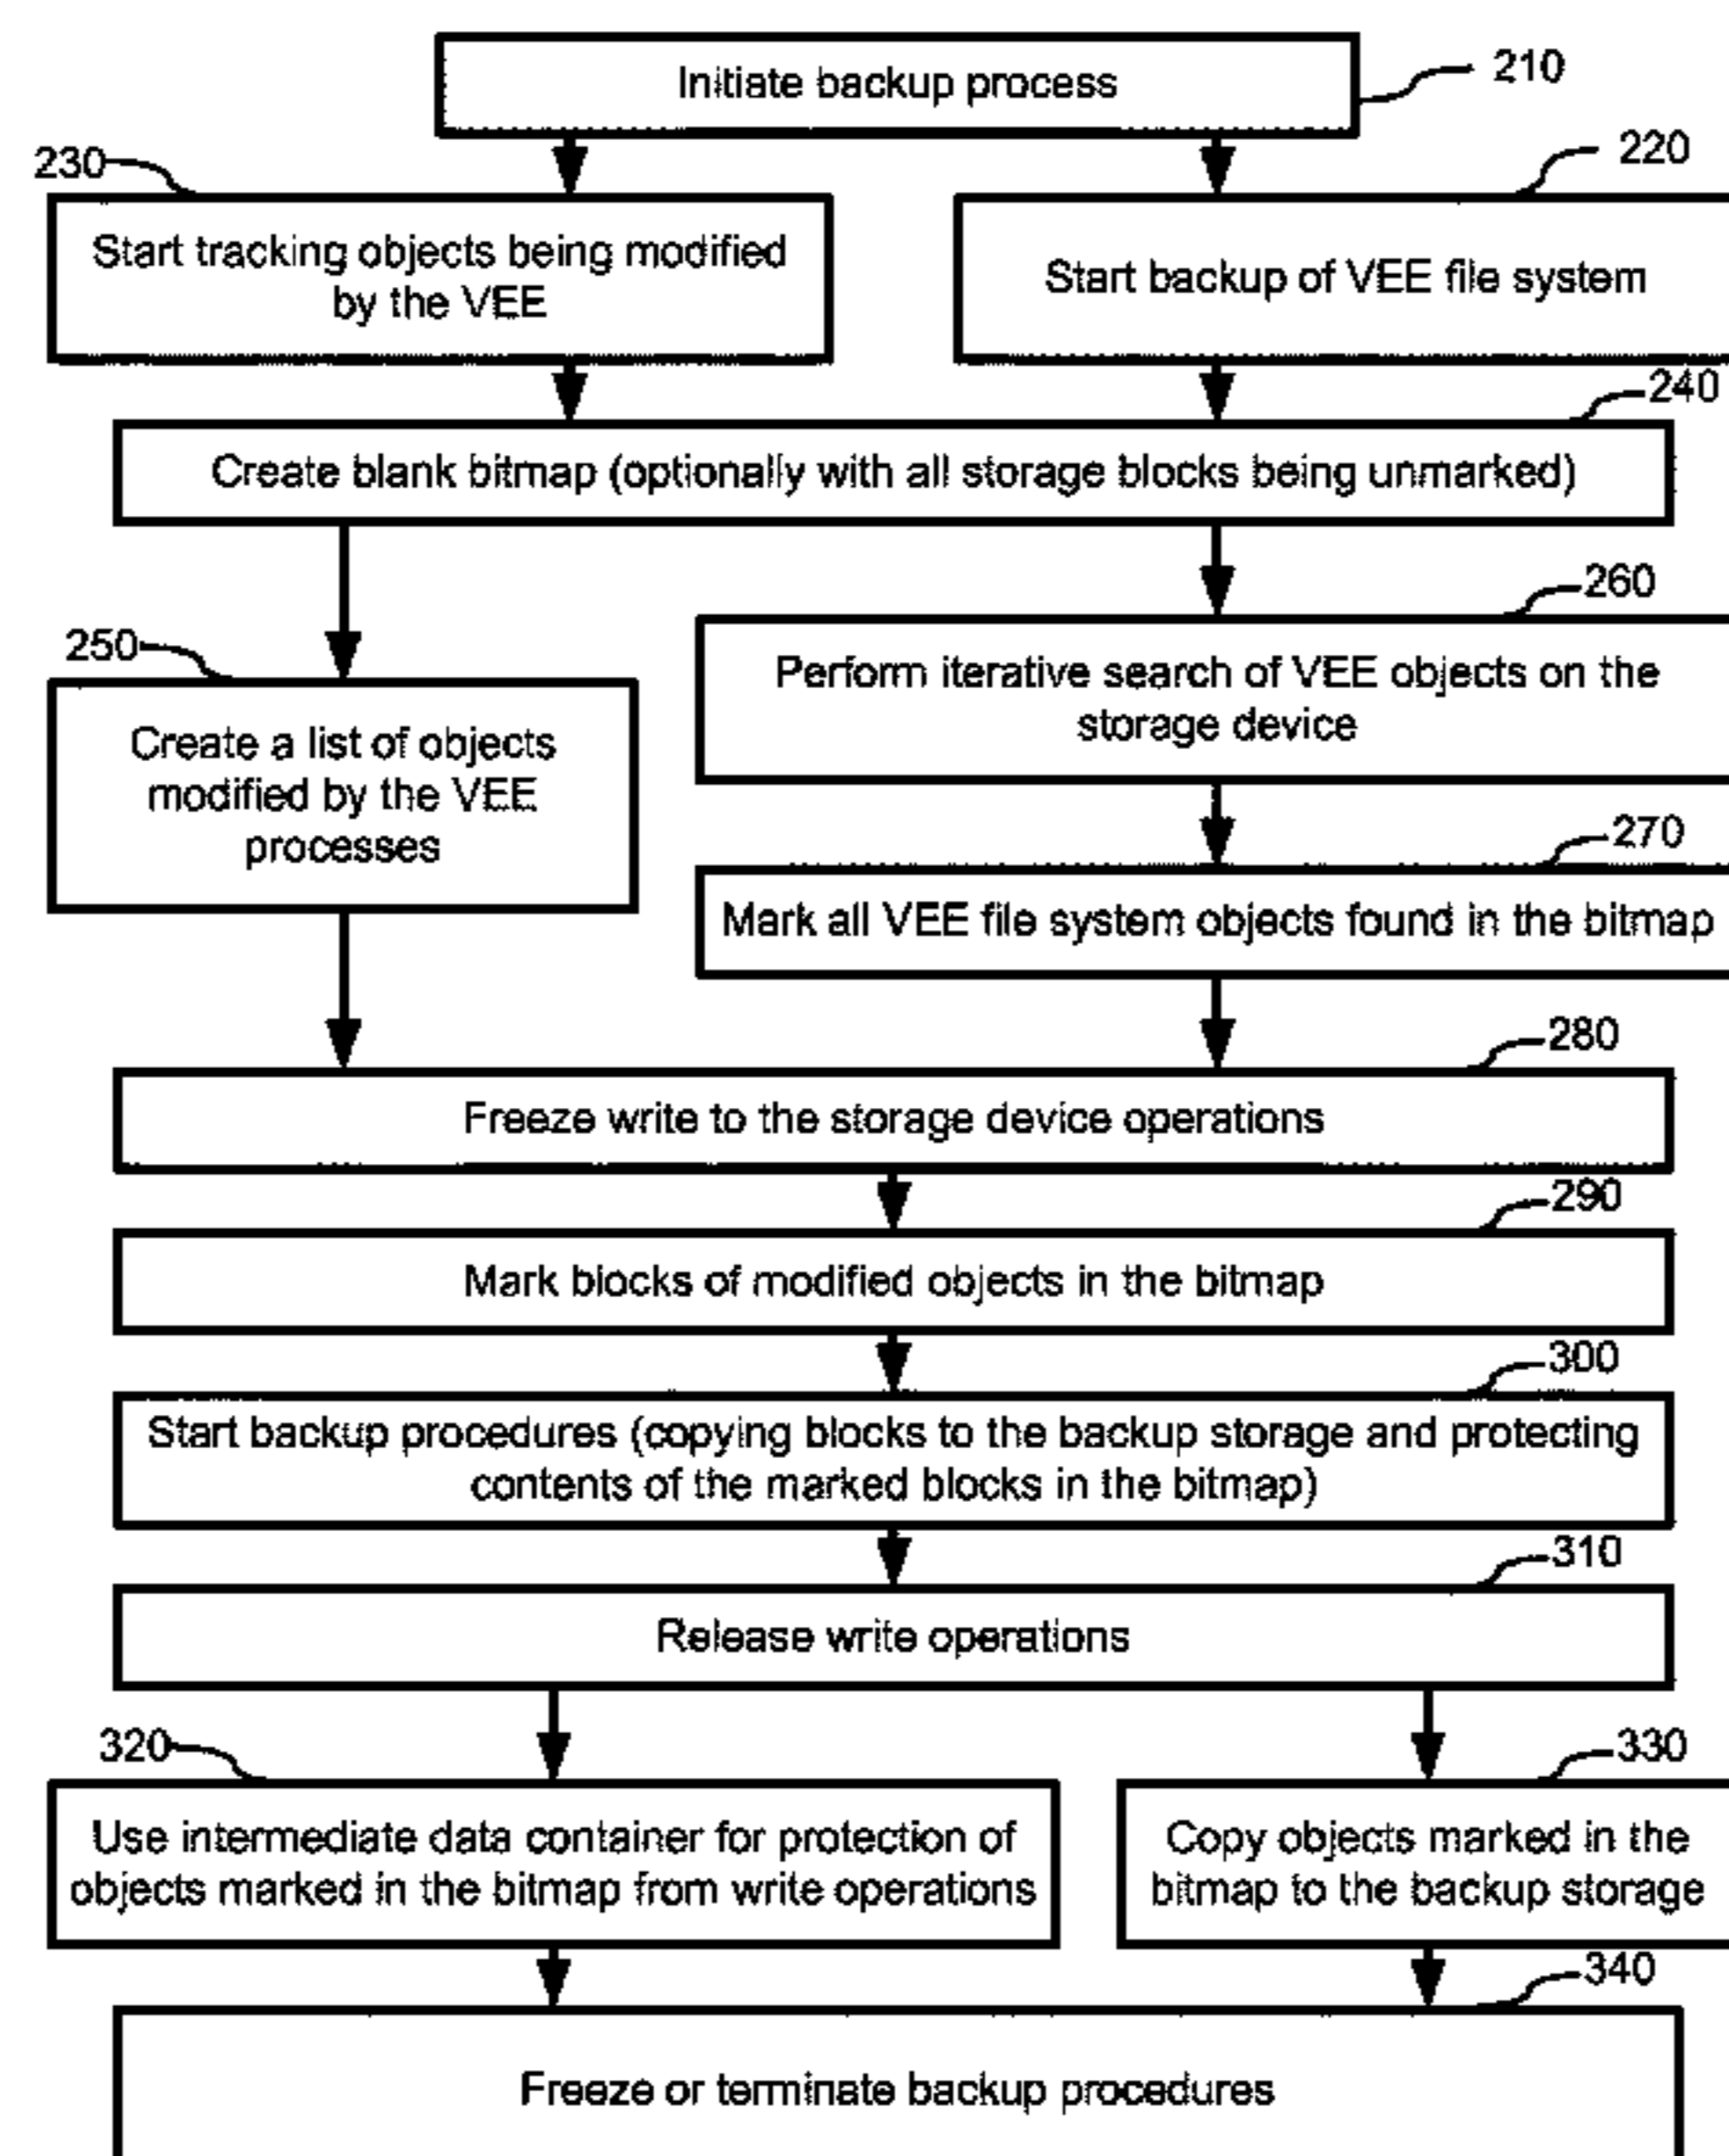 Initiate backup process
210
230
220
Start tracking objects being modified
by the VEE
Start backup of VEE file system
240
Create blank bitmap (optionally with all storage blocks being unmarked)
260
250
Perform iterative search of VEE objects on the
storage device
Create a list of objects
modified by the VEE
processes
270
Mark all VEE file system objects found in the bitmap
280
Freeze write to the storage device operations
290
Mark blocks of modified objects in the bitmap
300
Start backup procedures (copying blocks to the backup storage and protecting
contents of the marked blocks in the bitmap)
310
Release write operations
320
330
Use intermediate data container for protection of
objects marked in the bitmap from write operations
Copy objects marked in the
bitmap to the backup storage
340
Freeze or terminate backup procedures